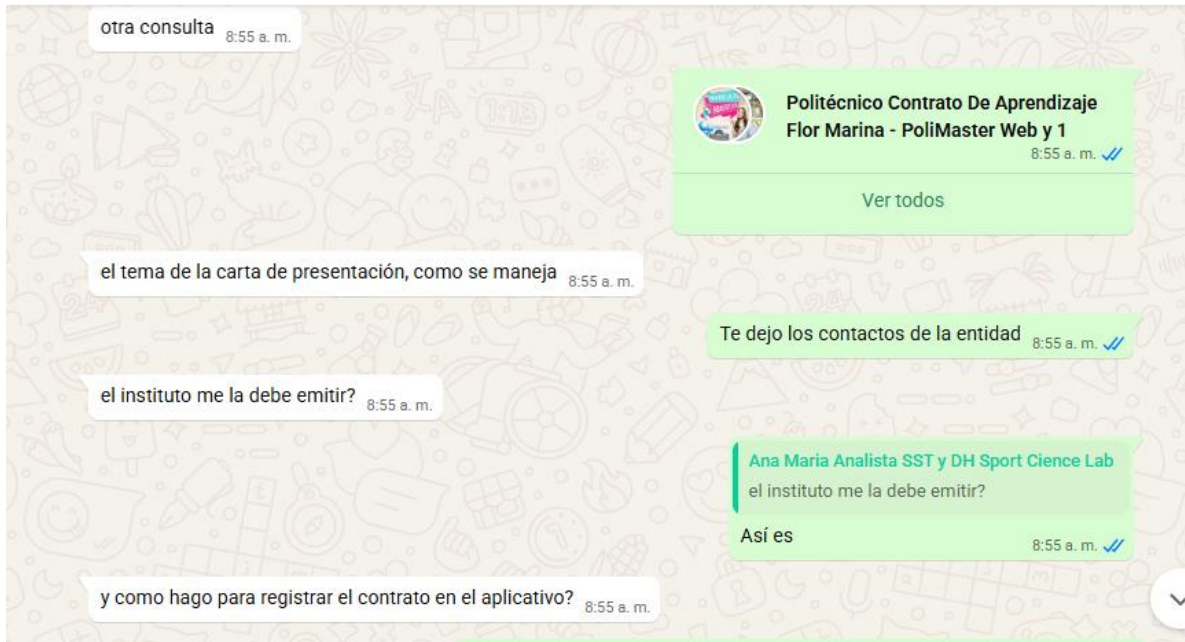 otra consulta 8:55 a. m.
Politécnico Contrato De Aprendizaje
Flor Marina - PoliMaster Web y 1
8:55 a. m.
Ver todos
el tema de la carta de presentación, como se maneja 8:55 a. m.
Te dejo los contactos de la entidad 8:55 a. m.
el instituto me la debe emitir? 8:55 a. m.
Ana Maria Analista SST y DH Sport Cience Lab
el instituto me la debe emitir?
Así es 8:55 a. m.
y como hago para registrar el contrato en el aplicativo? 8:55 a. m.